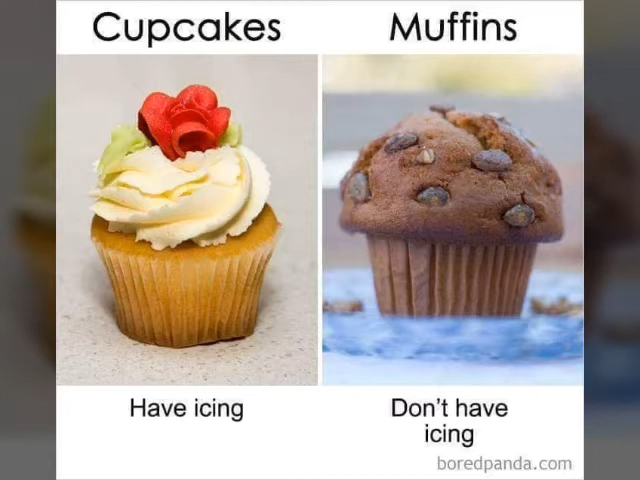 Cupcakes
Muffins
Have icing
Don't have
icing
boredpanda.com